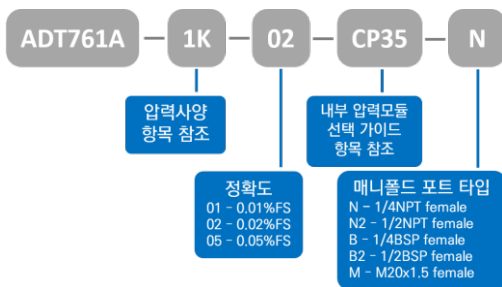 ADT761A – 1K – 02 – CP35 – N
압력사양
항목 참조
내부 압력모듈
선택 가이드
항목 참조
정확도
01 - 0.01%FS
02 - 0.02%FS
05 - 0.05%FS
매니폴드 포트 타입
N - 1/4NPT female
N2 - 1/2NPT female
B - 1/4BSP female
B2 - 1/2BSP female
M - M20x1.5 female